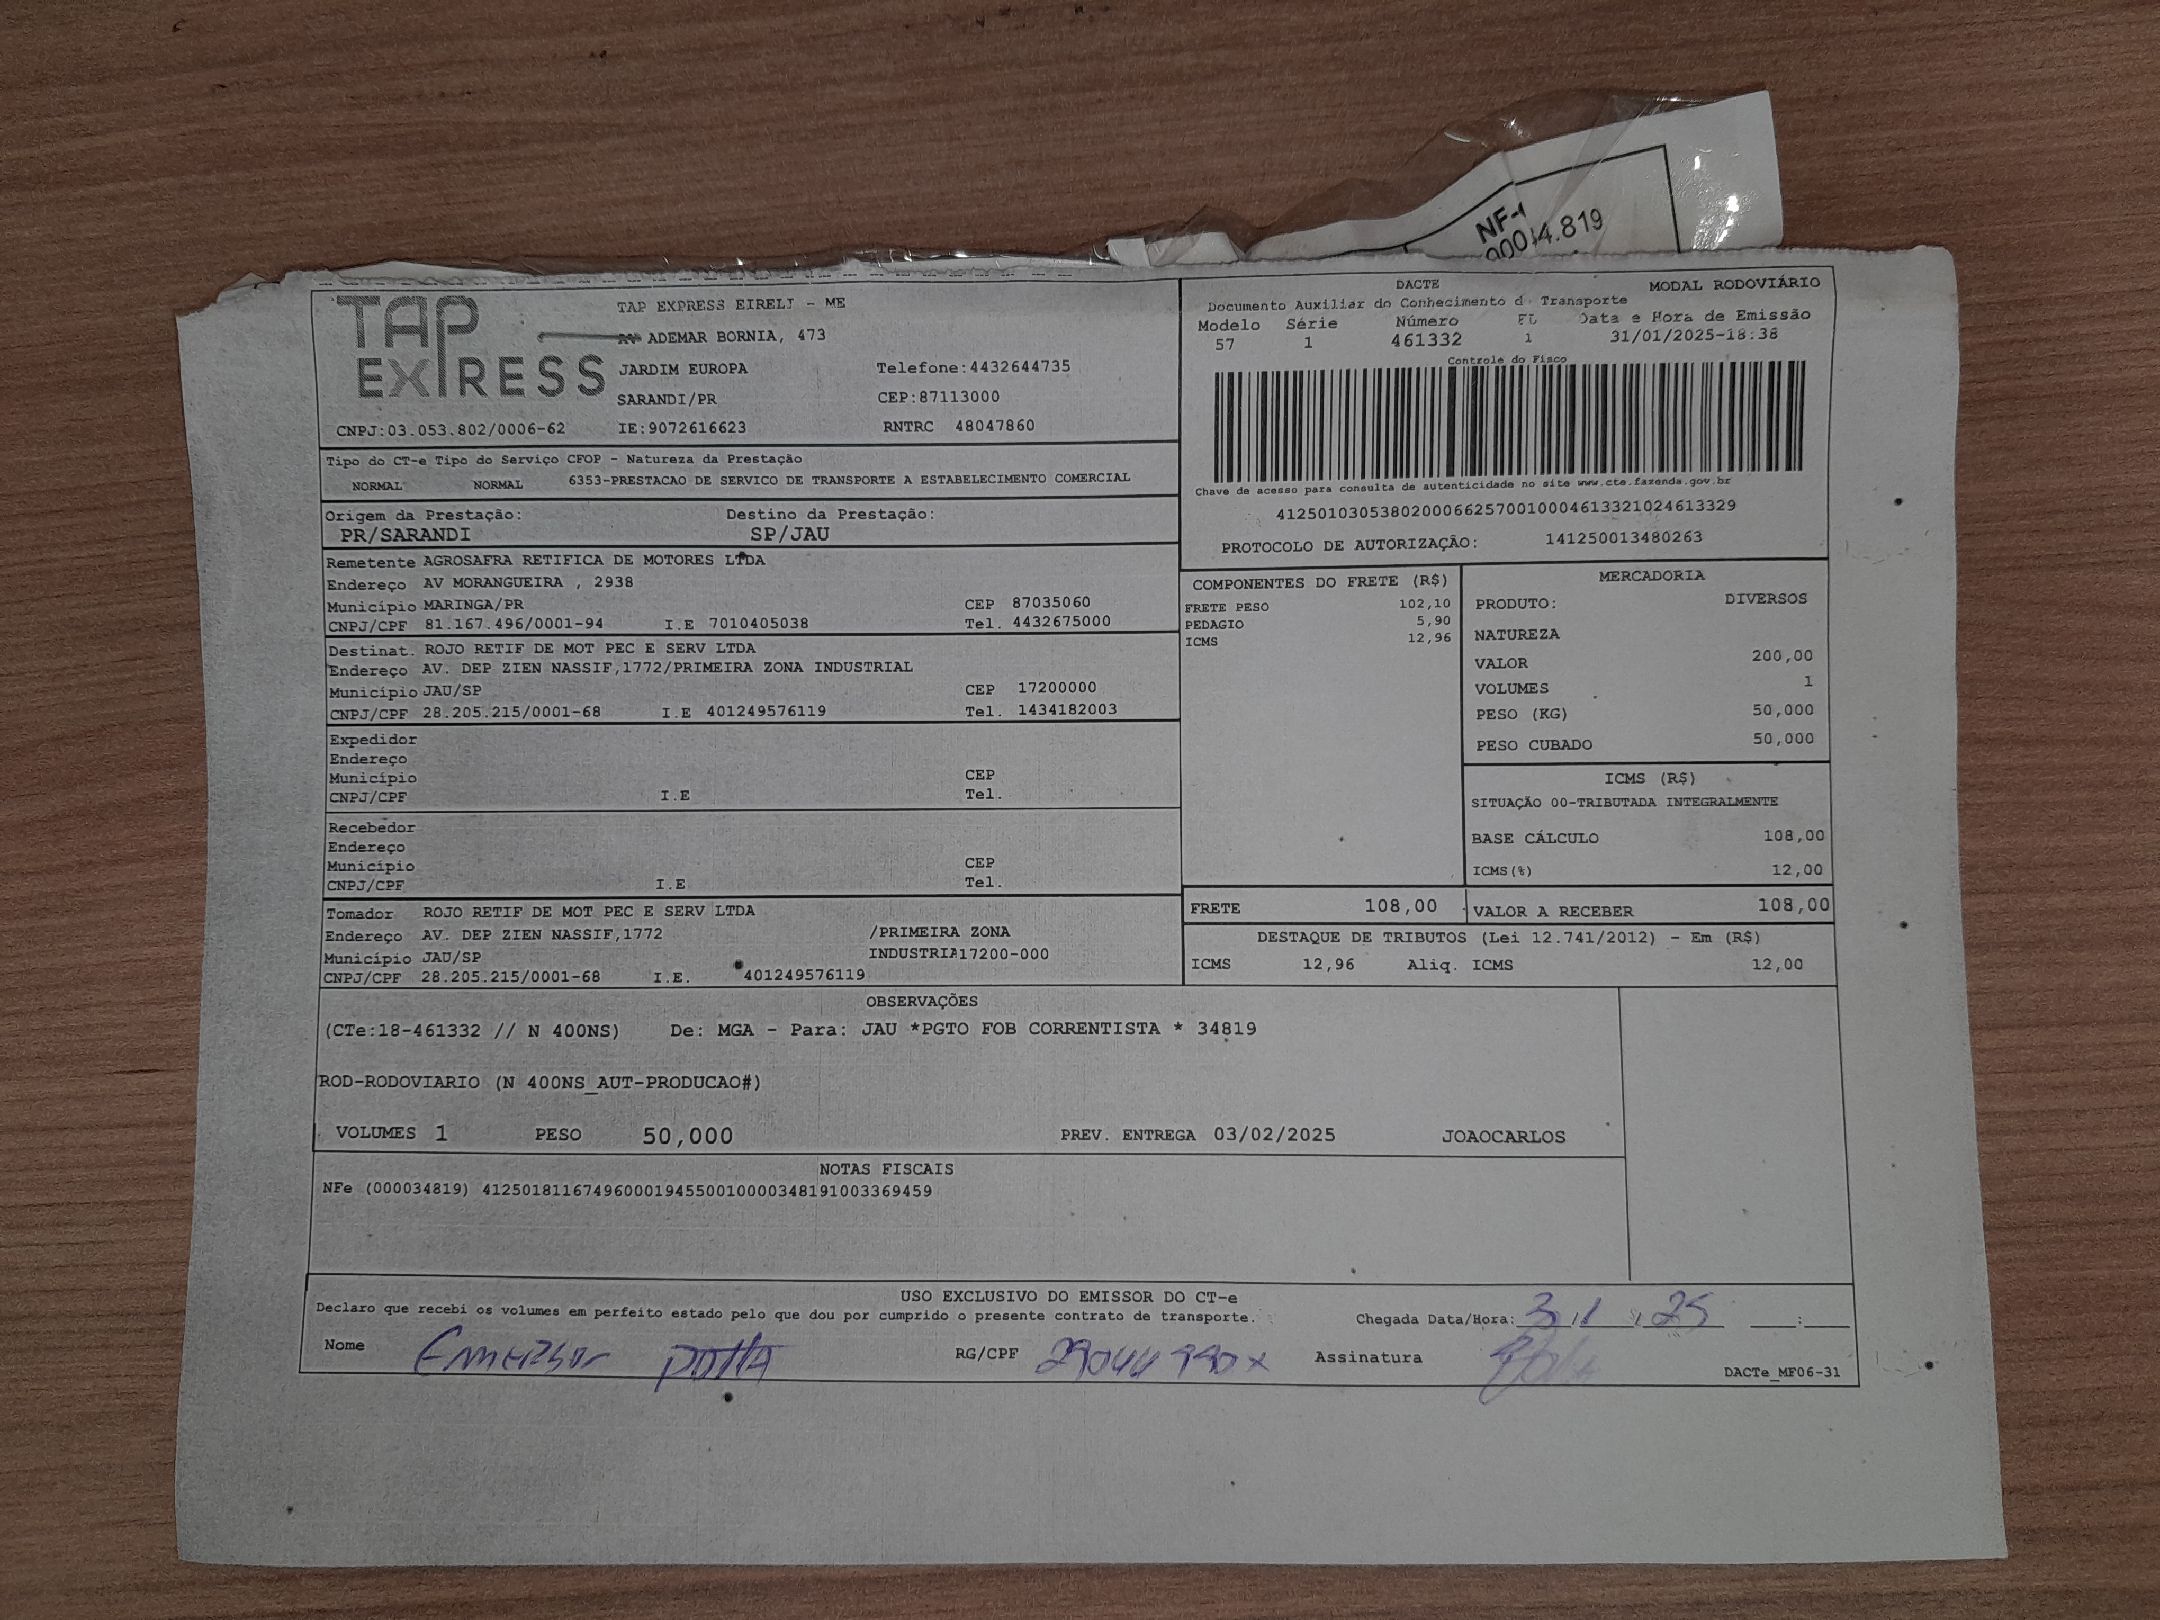 NF-
000 34.819
TAP EXPRESS
TAP EXPRESS EIRELI - ME
AV ADEMAR BORNIA, 473
JARDIM EUROPA Telefone:4432644735
SARANDI/PR CEP:87113000
CNPJ:03.053.802/0006-62 IE:9072616623 RNTRC 48047860
DACTE MODAL RODOVIÁRIO
Documento Auxiliar do Conhecimento d Transporte
Modelo Série Número FL Data e Hora de Emissão
57 1 461332 1 31/01/2025-18:38
Controle do Fisco
Chave de acesso para consulta de autenticidade no site www.cte.fazenda.gov.br
41250103053802000662570010004613321024613329
PROTOCOLO DE AUTORIZAÇÃO: 141250013480263
Tipo do CT-e Tipo do Serviço CFOP - Natureza da Prestação
NORMAL NORMAL 6353-PRESTACAO DE SERVICO DE TRANSPORTE A ESTABELECIMENTO COMERCIAL
Origem da Prestação: Destino da Prestação:
PR/SARANDI SP/JAU
Remetente AGROSAFRA RETIFICA DE MOTORES LTDA
Endereço AV MORANGUEIRA , 2938
Município MARINGA/PR CEP 87035060
CNPJ/CPF 81.167.496/0001-94 I.E 7010405038 Tel. 4432675000
Destinat. ROJO RETIF DE MOT PEC E SERV LTDA
Endereço AV. DEP ZIEN NASSIF,1772/PRIMEIRA ZONA INDUSTRIAL
Município JAU/SP CEP 17200000
CNPJ/CPF 28.205.215/0001-68 I.E 401249576119 Tel. 1434182003
Expedidor
Endereço
Município CEP
CNPJ/CPF I.E Tel.
Recebedor
Endereço
Município CEP
CNPJ/CPF I.E Tel.
Tomador ROJO RETIF DE MOT PEC E SERV LTDA
Endereço AV. DEP ZIEN NASSIF,1772 /PRIMEIRA ZONA
Município JAU/SP INDUSTRIA17200-000
CNPJ/CPF 28.205.215/0001-68 I.E. 401249576119
COMPONENTES DO FRETE (R$)
FRETE PESO 102,10
PEDAGIO 5,90
ICMS 12,96
MERCADORIA
PRODUTO: DIVERSOS
NATUREZA
VALOR 200,00
VOLUMES 1
PESO (KG) 50,000
PESO CUBADO 50,000
ICMS (R$)
SITUAÇÃO 00-TRIBUTADA INTEGRALMENTE
BASE CÁLCULO 108,00
ICMS(%) 12,00
FRETE 108,00 VALOR A RECEBER 108,00
DESTAQUE DE TRIBUTOS (Lei 12.741/2012) - Em (R$)
ICMS 12,96 Aliq. ICMS 12,00
OBSERVAÇÕES
(CTe:18-461332 // N 400NS) De: MGA - Para: JAU *PGTO FOB CORRENTISTA * 34819
ROD-RODOVIARIO (N 400NS_AUT-PRODUCAO#)
VOLUMES 1 PESO 50,000 PREV. ENTREGA 03/02/2025 JOAOCARLOS
NOTAS FISCAIS
NFe (000034819) 41250181167496000194550010000348191003369459
USO EXCLUSIVO DO EMISSOR DO CT-e
Declaro que recebi os volumes em perfeito estado pelo que dou por cumprido o presente contrato de transporte. Chegada Data/Hora: 3 / 25 :
Nome Emerson RG/CPF Assinatura
DACTe_MF06-31